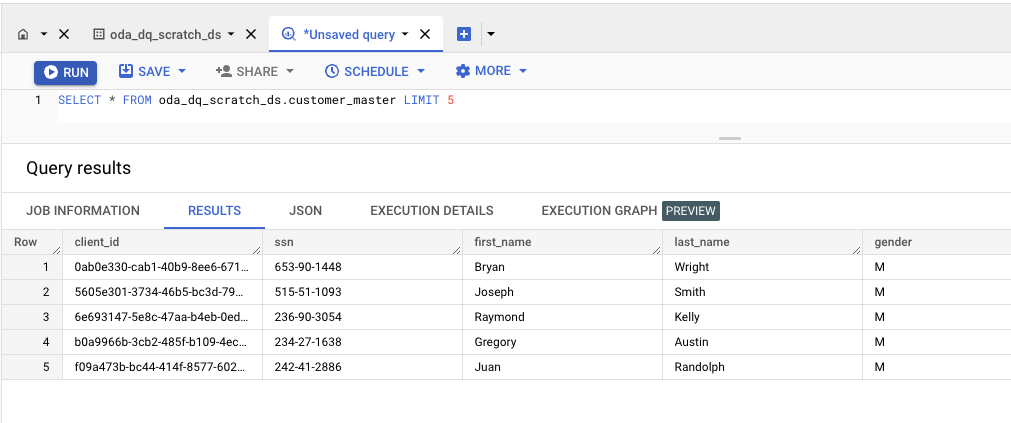 oda_dq_scratch_ds *Unsaved query
RUN SAVE SHARE SCHEDULE MORE
1 SELECT * FROM oda_dq_scratch_ds.customer_master LIMIT 5
Query results
JOB INFORMATION RESULTS JSON EXECUTION DETAILS EXECUTION GRAPH PREVIEW
Row client_id ssn first_name last_name gender
1 0ab0e330-cab1-40b9-8ee6-671... 653-90-1448 Bryan Wright M
2 5605e301-3734-46b5-bc3d-79... 515-51-1093 Joseph Smith M
3 6e693147-5e8c-47aa-b4eb-0ed... 236-90-3054 Raymond Kelly M
4 b0a9966b-3cb2-485f-b109-4ec... 234-27-1638 Gregory Austin M
5 f09a473b-bc44-414f-8577-602... 242-41-2886 Juan Randolph M